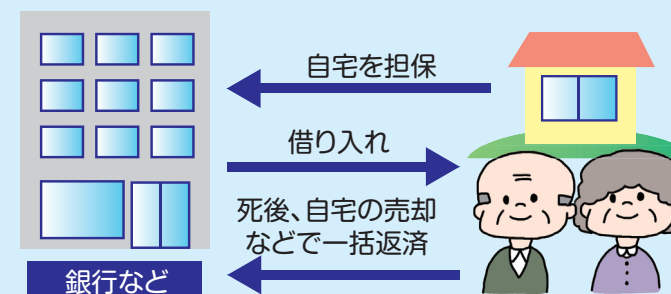 自宅を担保
借り入れ
死後、自宅の売却
などで一括返済
銀行など